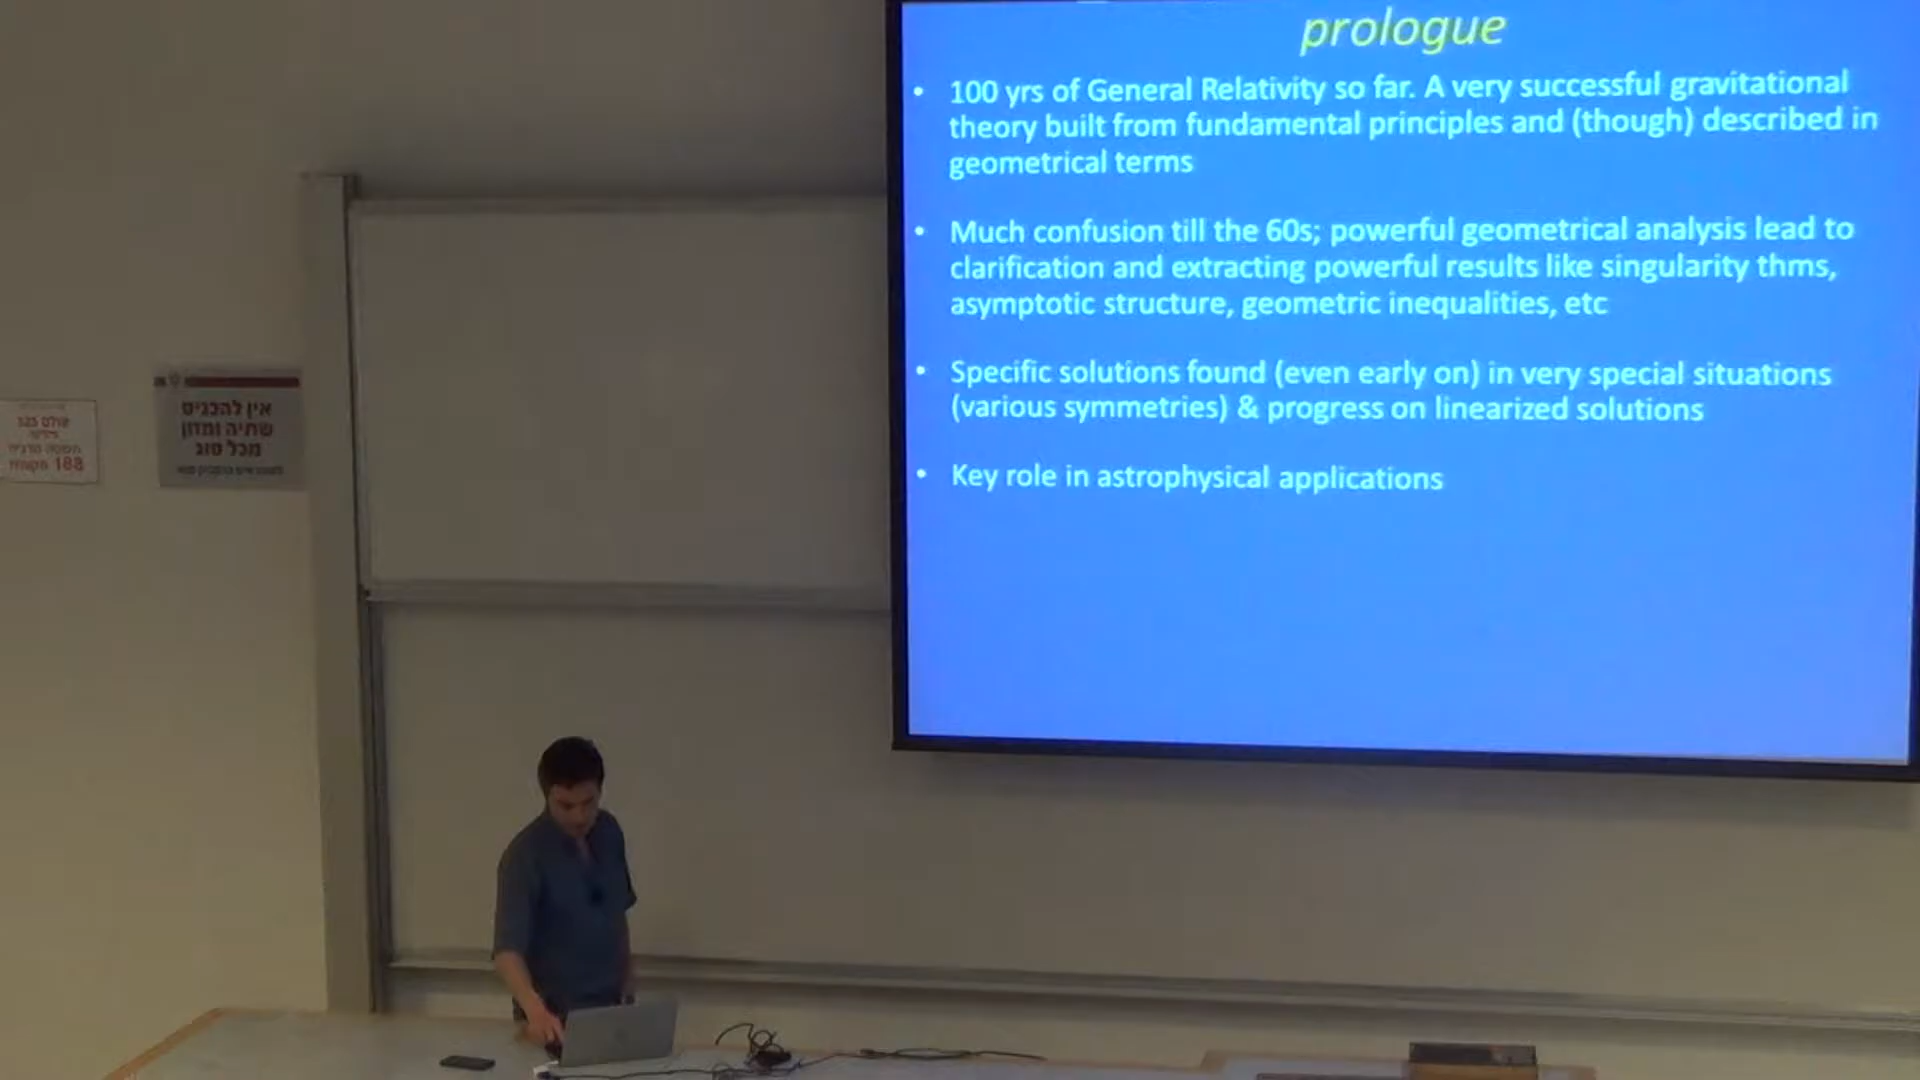 prologue
• 100 yrs of General Relativity so far. A very successful gravitational
theory built from fundamental principles and (though) described in
geometrical terms
• Much confusion till the 60s; powerful geometrical analysis lead to
clarification and extracting powerful results like singularity thms,
asymptotic structure, geometric inequalities, etc
• Specific solutions found (even early on) in very special situations
(various symmetries) & progress on linearized solutions
• Key role in astrophysical applications
אין להכניס
שתיה ומזון
מכל סוג
188